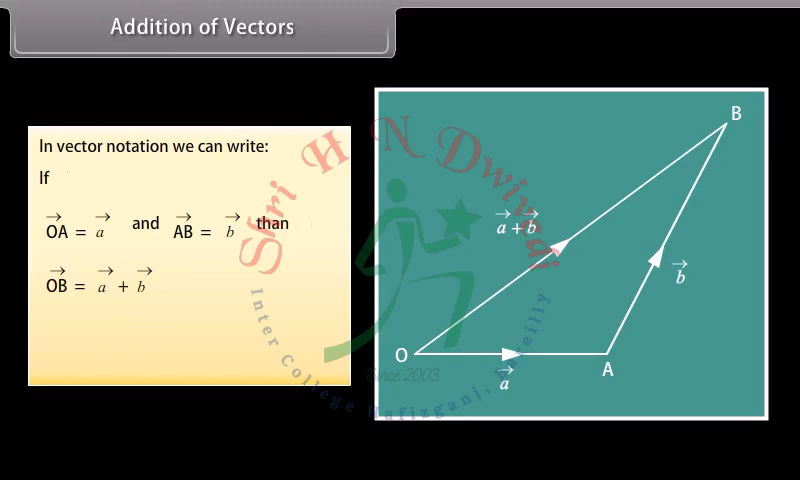 Addition of Vectors
In vector notation we can write:
If
→OA = →a and →AB = →b than
→OB = →a + →b
B
→a + →b
→b
O
A
→a
Shri H N Dwivedi
Inter College Hafizganj, Bareilly
Since 2003